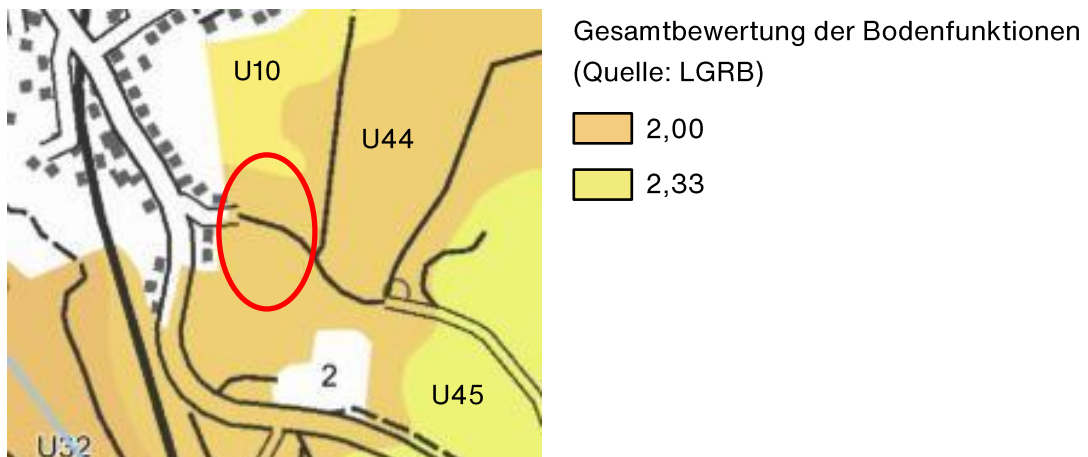 Gesamtbewertung der Bodenfunktionen
(Quelle: LGRB)
2,00
2,33
U10
U44
2
U45
U32